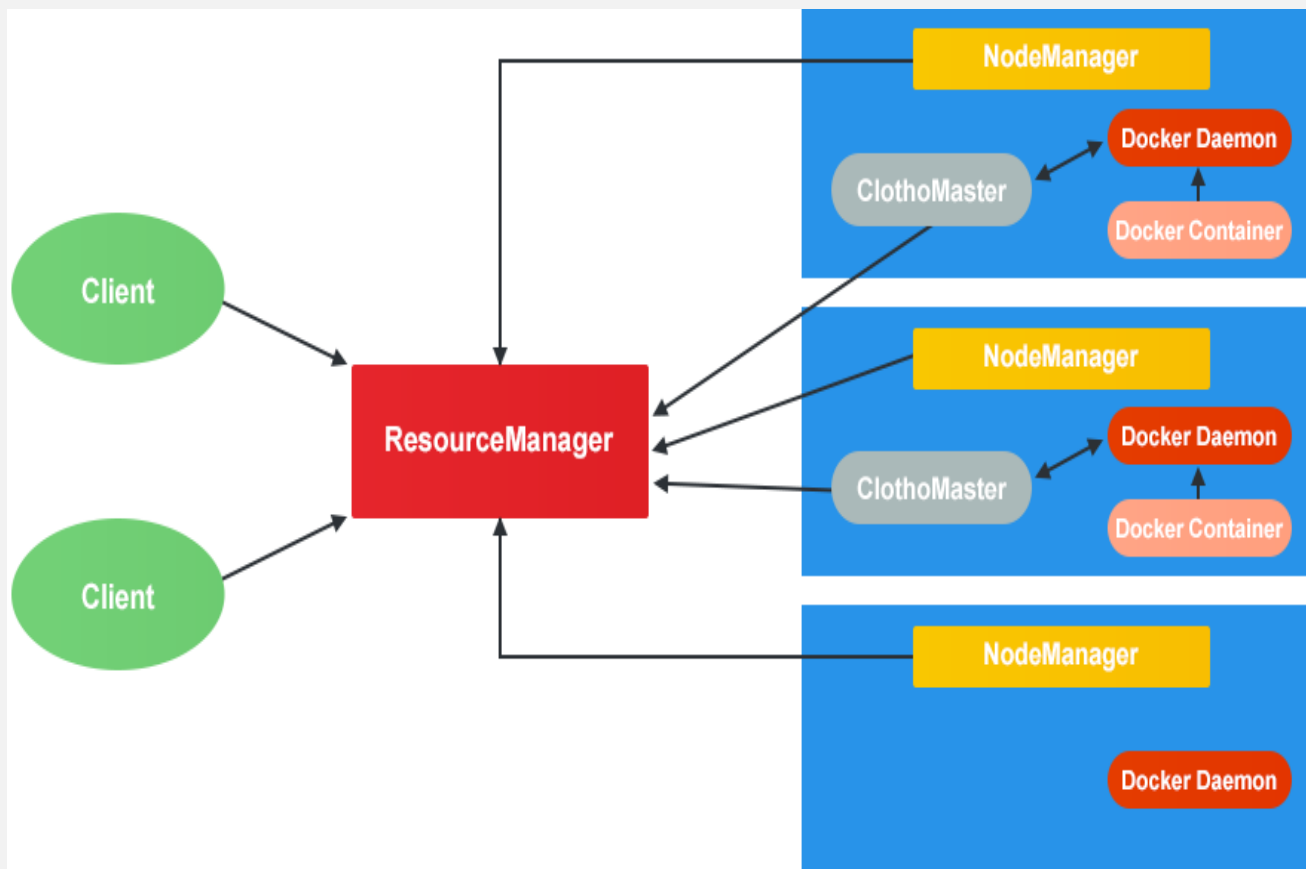 NodeManager
Docker Daemon
ClothoMaster
Docker Container
Client
NodeManager
ResourceManager
Docker Daemon
ClothoMaster
Docker Container
Client
NodeManager
Docker Daemon